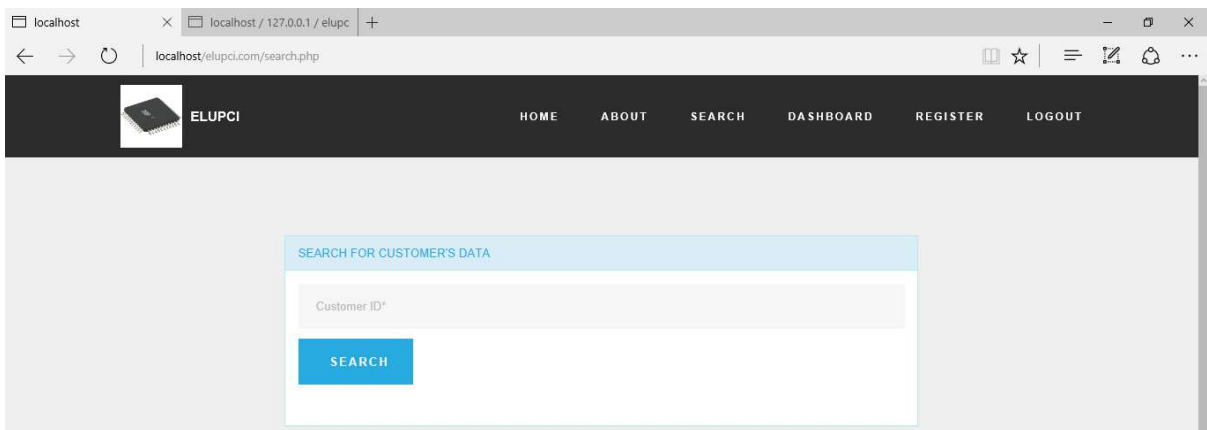 localhost
localhost / 127.0.0.1 / elupc
localhost/elupci.com/search.php
ELUPCI
HOME ABOUT SEARCH DASHBOARD REGISTER LOGOUT
SEARCH FOR CUSTOMER'S DATA
Customer ID*
SEARCH